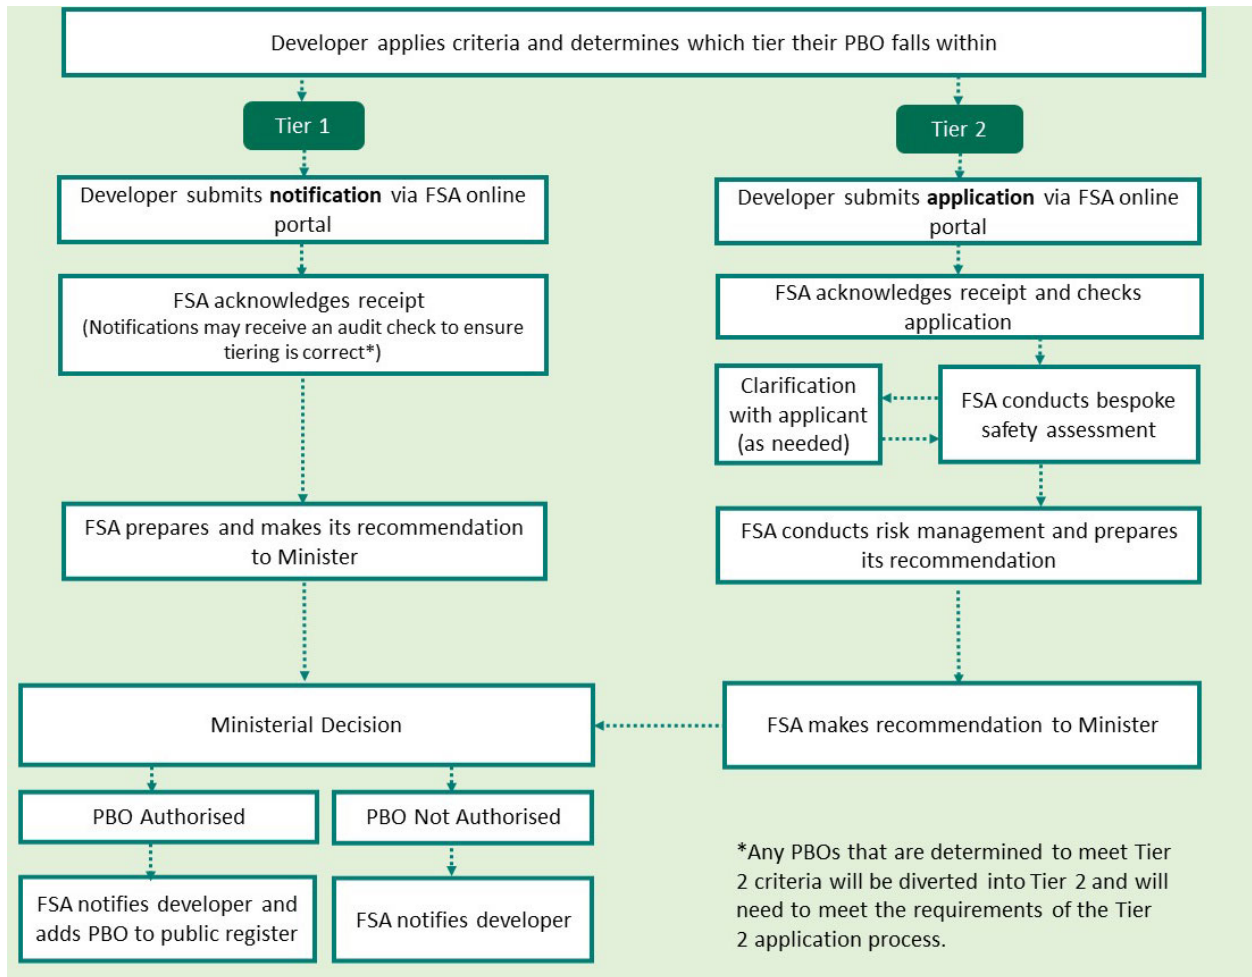 Developer applies criteria and determines which tier their PBO falls within
Tier 1
Developer submits notification via FSA online
portal
FSA acknowledges receipt
(Notifications may receive an audit check to ensure
tiering is correct*)
FSA prepares and makes its recommendation
to Minister
Tier 2
Developer submits application via FSA online
portal
FSA acknowledges receipt and checks
application
Clarification
with applicant
(as needed)
FSA conducts bespoke
safety assessment
FSA conducts risk management and prepares
its recommendation
FSA makes recommendation to Minister
Ministerial Decision
PBO Authorised
FSA notifies developer and
adds PBO to public register
PBO Not Authorised
FSA notifies developer
*Any PBOs that are determined to meet Tier
2 criteria will be diverted into Tier 2 and will
need to meet the requirements of the Tier
2 application process.